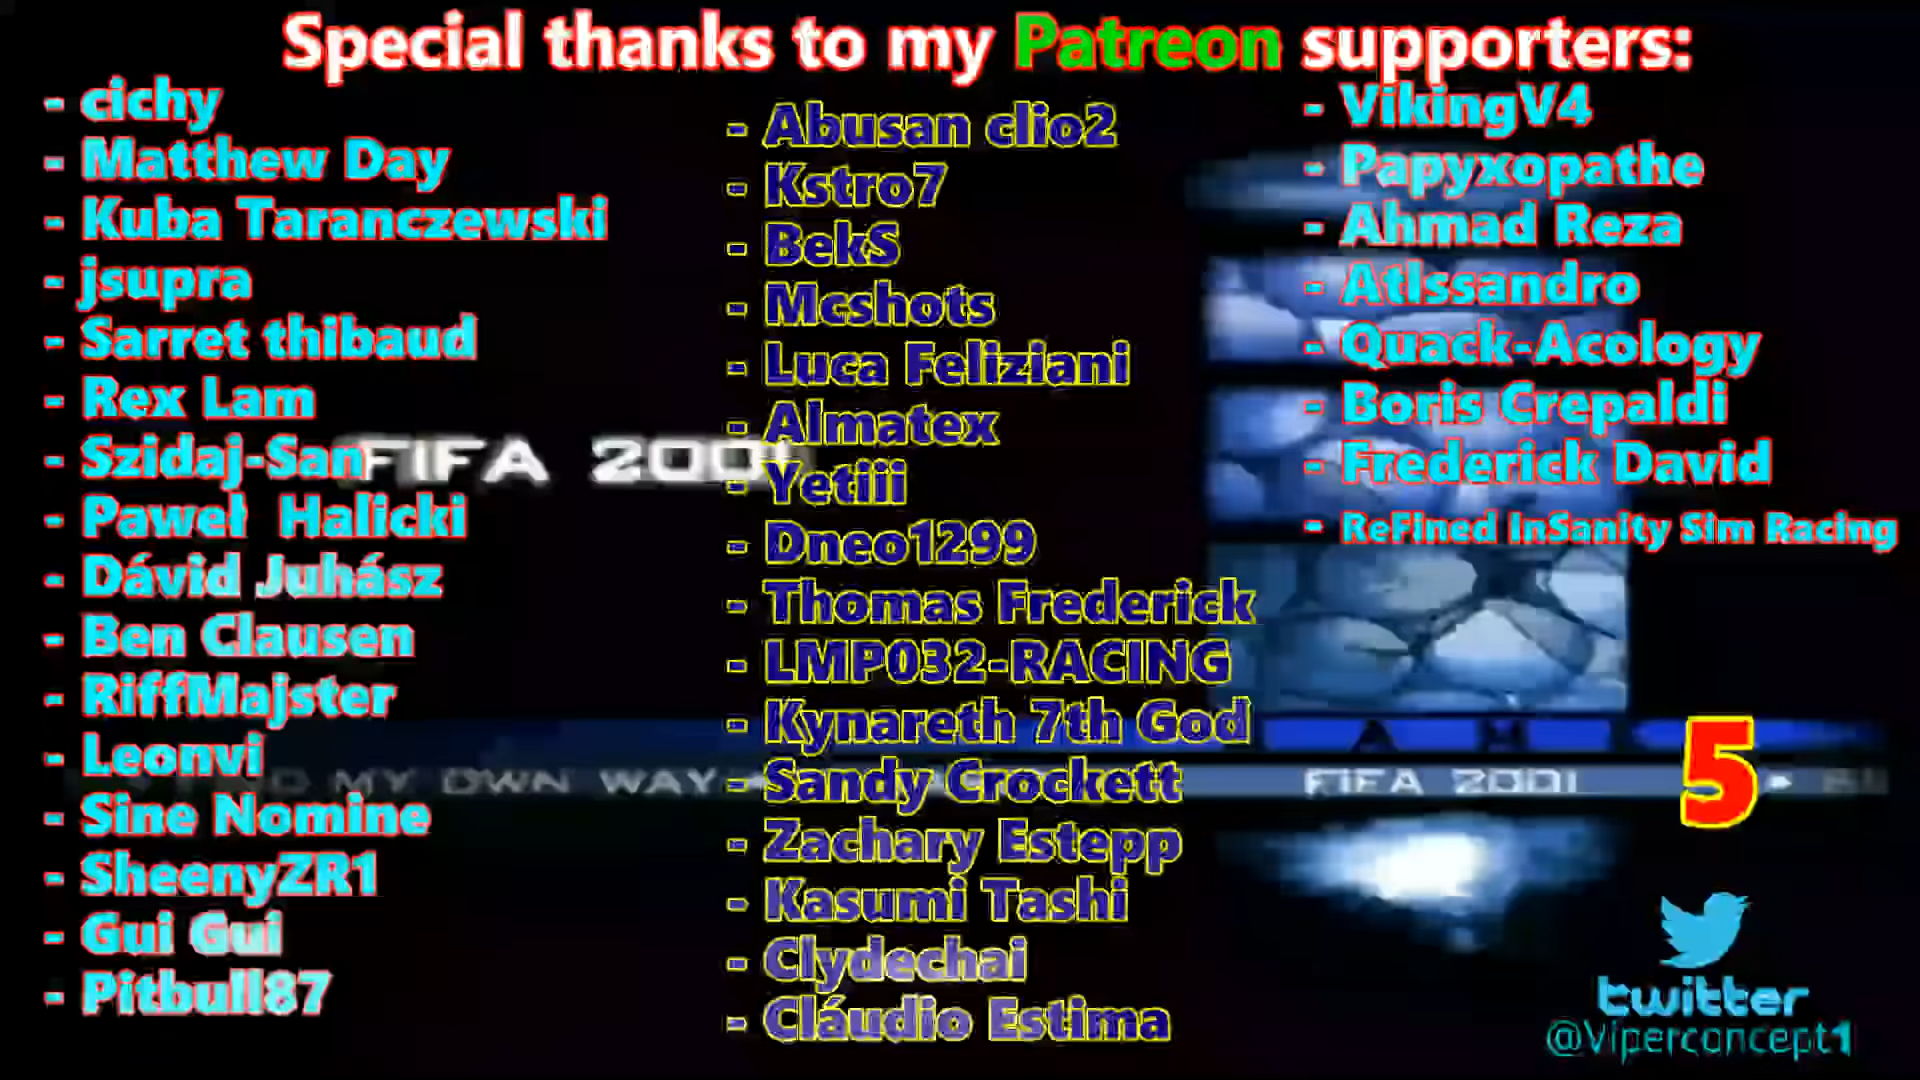 Special thanks to my Patreon supporters:
- cichy
- Matthew Day
- Kuba Taranczewski
- jsupra
- Sarret thibaud
- Rex Lam
- Szidaj-San
- Paweł Halicki
- Dávid Juhász
- Ben Clausen
- RiffMajster
- Leonvi
- Sine Nomine
- SheenyZR1
- Gui Gui
- Pitbull87
- Abusan clio2
- Kstro7
- BekS
- Mcshots
- Luca Feliziani
- Almatex
- Yetiii
- Dneo1299
- Thomas Frederick
- LMP032-RACING
- Kynareth 7th God
- Sandy Crockett
- Zachary Estepp
- Kasumi Tashi
- Clydechai
- Cláudio Estima
- VikingV4
- Papyxopathe
- Ahmad Reza
- Atlssandro
- Quack-Acology
- Boris Crepaldi
- Frederick David
- ReFined InSanity Sim Racing
FIFA 2001
MY OWN WAY
FIFA 2001
5
twitter
@Viperconcept1